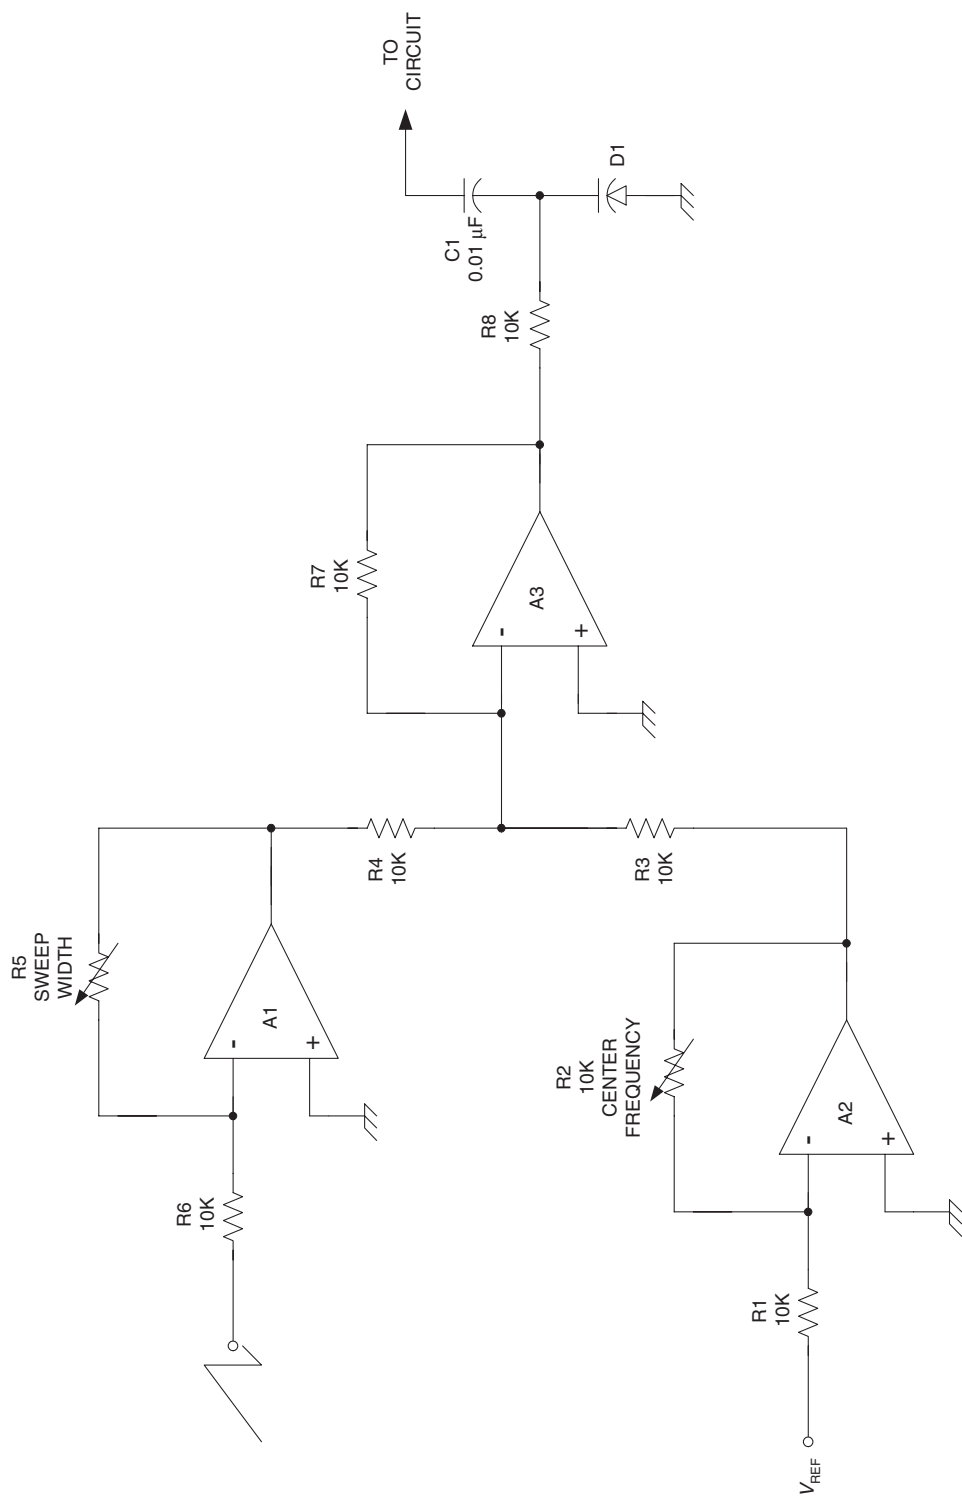 TO
CIRCUIT
C1
0.01 µF
D1
R8
10K
R7
10K
-
A3
+
R4
10K
R3
10K
R5
SWEEP
WIDTH
-
A1
+
R2
10K
CENTER
FREQUENCY
R6
10K
-
A2
+
R1
10K
VREF